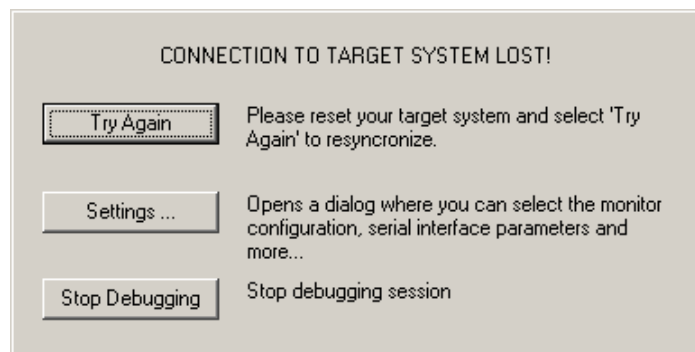 CONNECTION TO TARGET SYSTEM LOST!
Try Again
Please reset your target system and select 'Try
Again' to resyncronize.
Settings ...
Opens a dialog where you can select the monitor
configuration, serial interface parameters and
more...
Stop Debugging
Stop debugging session